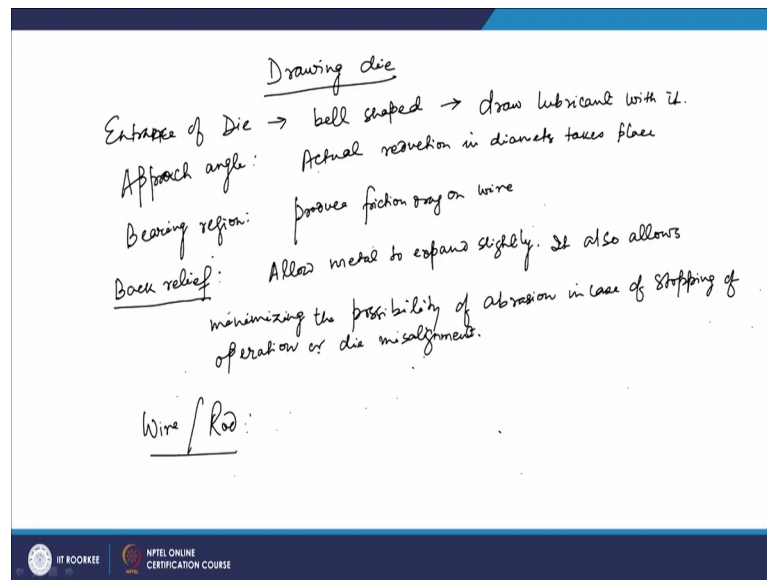 Drawing die
Entrance of Die → bell shaped → draw lubricant with it.
Approach angle: Actual reduction in diameter takes place
Bearing region: produce friction drag on wire
Back relief: Allow metal to expand slightly. It also allows
minimizing the possibility of abrasion in case of stopping of
operation or die misalignment.
Wire / Rod:
IIT ROORKEE
NPTEL ONLINE
CERTIFICATION COURSE